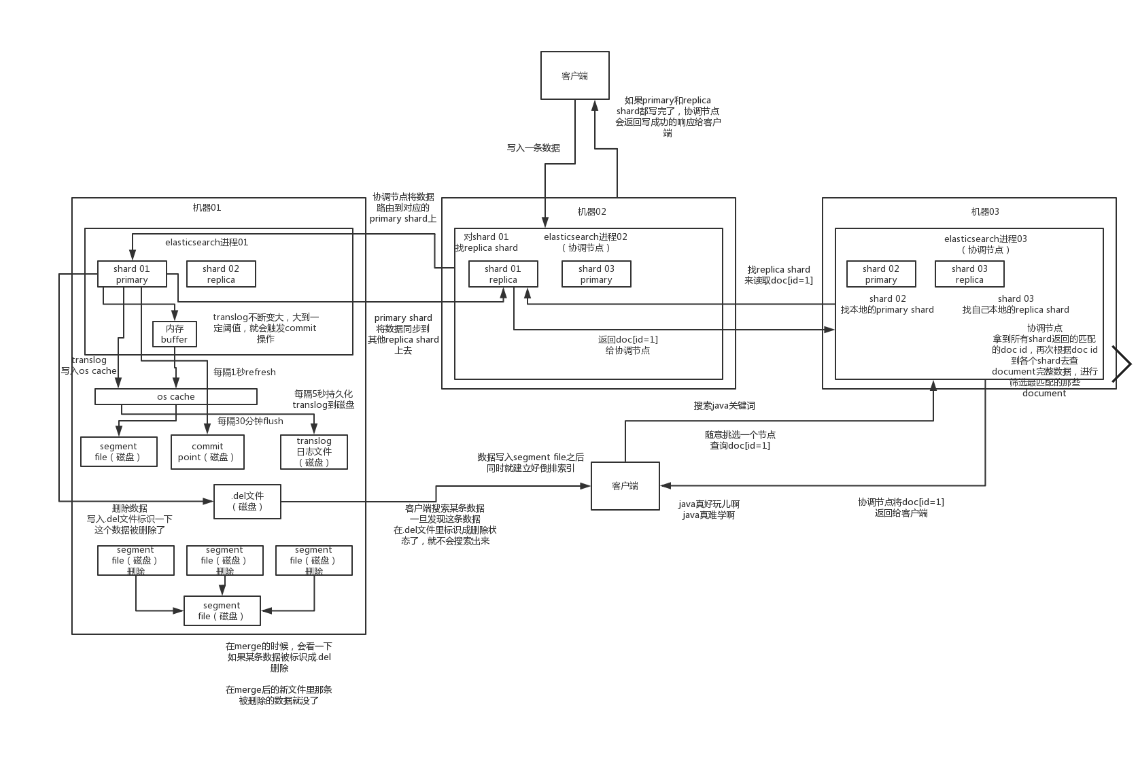 客户端
如果primary和replica
shard都写完了，协调节点
会返回写成功的响应给客户
端
写入一条数据
协调节点将数据
路由到对应的
primary shard上
机器01
elasticsearch进程01
shard 01
primary
shard 02
replica
内存
buffer
translog不断变大，大到一
定阈值，就会触发commit
操作
translog
写入os cache
每隔1秒refresh
os cache
每隔5秒持久化
translog到磁盘
每隔30分钟flush
segment
file（磁盘）
commit
point（磁盘）
translog
日志文件
（磁盘）
.del文件
（磁盘）
删除数据
写入.del文件标识一下
这个数据被删除了
segment
file（磁盘）
删除
segment
file（磁盘）
删除
segment
file（磁盘）
删除
segment
file（磁盘）
在merge的时候，会看一下
如果某条数据被标识成.del
删除
在merge后的新文件里那条
被删除的数据就没了
机器02
对shard 01
找replica shard
elasticsearch进程02
（协调节点）
shard 01
replica
shard 03
primary
primary shard
将数据同步到
其他replica shard
上去
返回doc[id=1]
给协调节点
找replica shard
来读取doc[id=1]
机器03
elasticsearch进程03
（协调节点）
shard 02
primary
shard 03
replica
shard 02
找本地的primary shard
shard 03
找自己本地的replica shard
协调节点
拿到所有shard返回的匹配
的doc id，再次根据doc id
到各个shard去查
document完整数据，进行
筛选最匹配的那些
document
搜索java关键词
随意挑选一个节点
查询doc[id=1]
数据写入segment file之后
同时就建立好倒排索引
客户端
客户端搜索某条数据
一旦发现这条数据
在.del文件里标识成删除状
态了，就不会搜索出来
java真好玩儿啊
java真难学啊
协调节点将doc[id=1]
返回给客户端